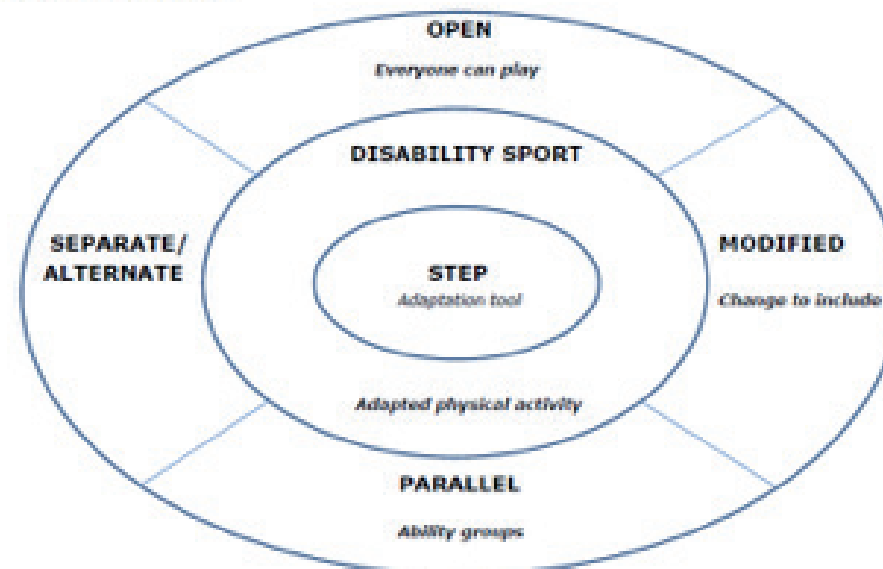 OPEN
Everyone can play
DISABILITY SPORT
SEPARATE/
ALTERNATE
MODIFIED
STEP
Adaptation tool
Change to include
Adapted physical activity
PARALLEL
Ability groups